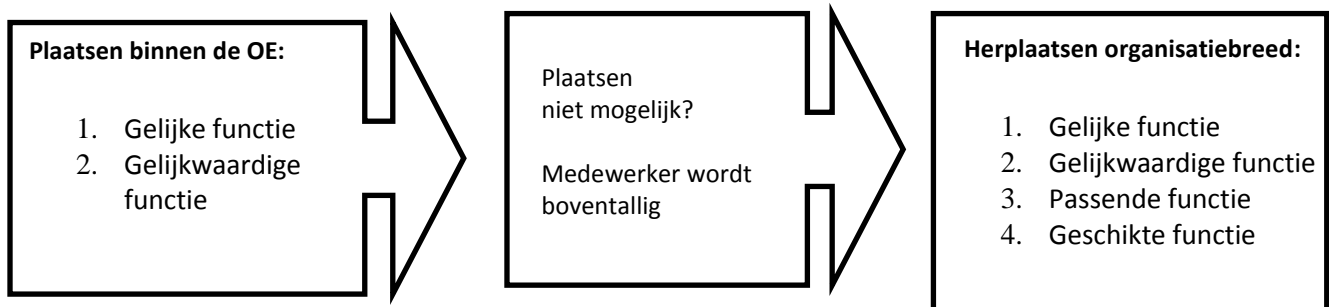 Plaatsen binnen de OE:
1. Gelijke functie
2. Gelijkwaardige
functie
Plaatsen
niet mogelijk?
Medewerker wordt
boventallig
Herplaatsen organisatiebreed:
1. Gelijke functie
2. Gelijkwaardige functie
3. Passende functie
4. Geschikte functie